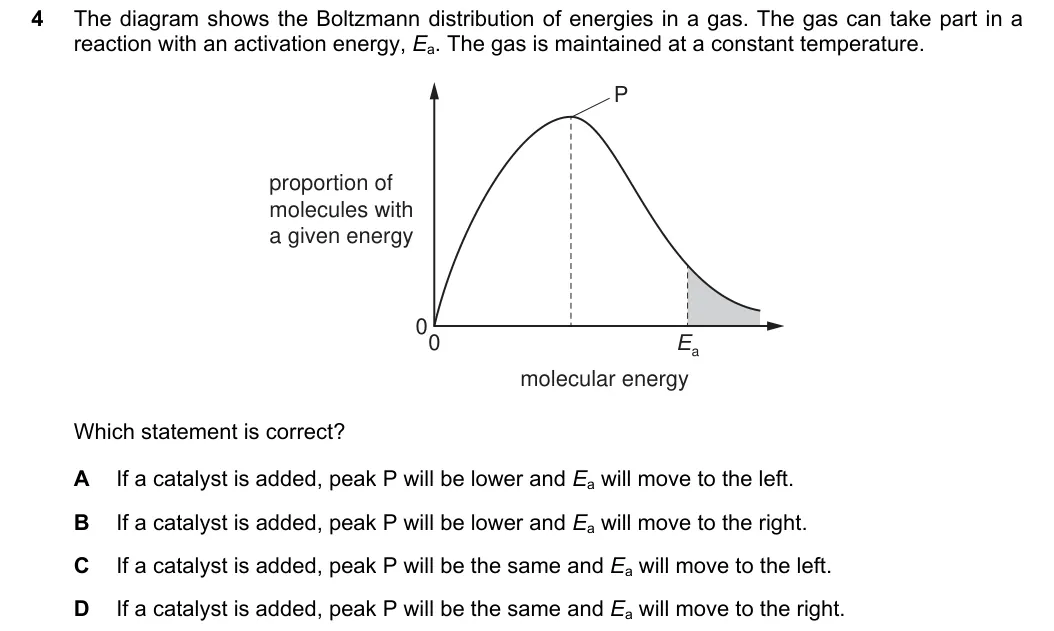 4 The diagram shows the Boltzmann distribution of energies in a gas. The gas can take part in a
reaction with an activation energy, Eₐ. The gas is maintained at a constant temperature.
P
proportion of
molecules with
a given energy
0
0
Eₐ
molecular energy
Which statement is correct?
A If a catalyst is added, peak P will be lower and Eₐ will move to the left.
B If a catalyst is added, peak P will be lower and Eₐ will move to the right.
C If a catalyst is added, peak P will be the same and Eₐ will move to the left.
D If a catalyst is added, peak P will be the same and Eₐ will move to the right.